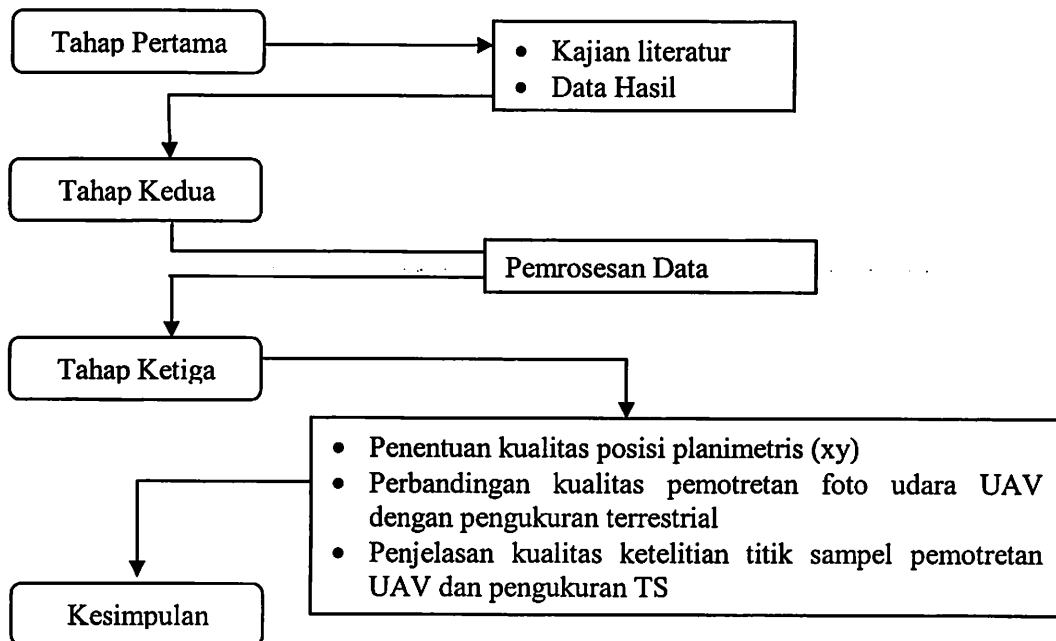 Tahap Pertama
• Kajian literatur
• Data Hasil
Tahap Kedua
Pemrosesan Data
Tahap Ketiga
• Penentuan kualitas posisi planimetris (xy)
• Perbandingan kualitas pemotretan foto udara UAV
dengan pengukuran terrestrial
• Penjelasan kualitas ketelitian titik sampel pemotretan
UAV dan pengukuran TS
Kesimpulan